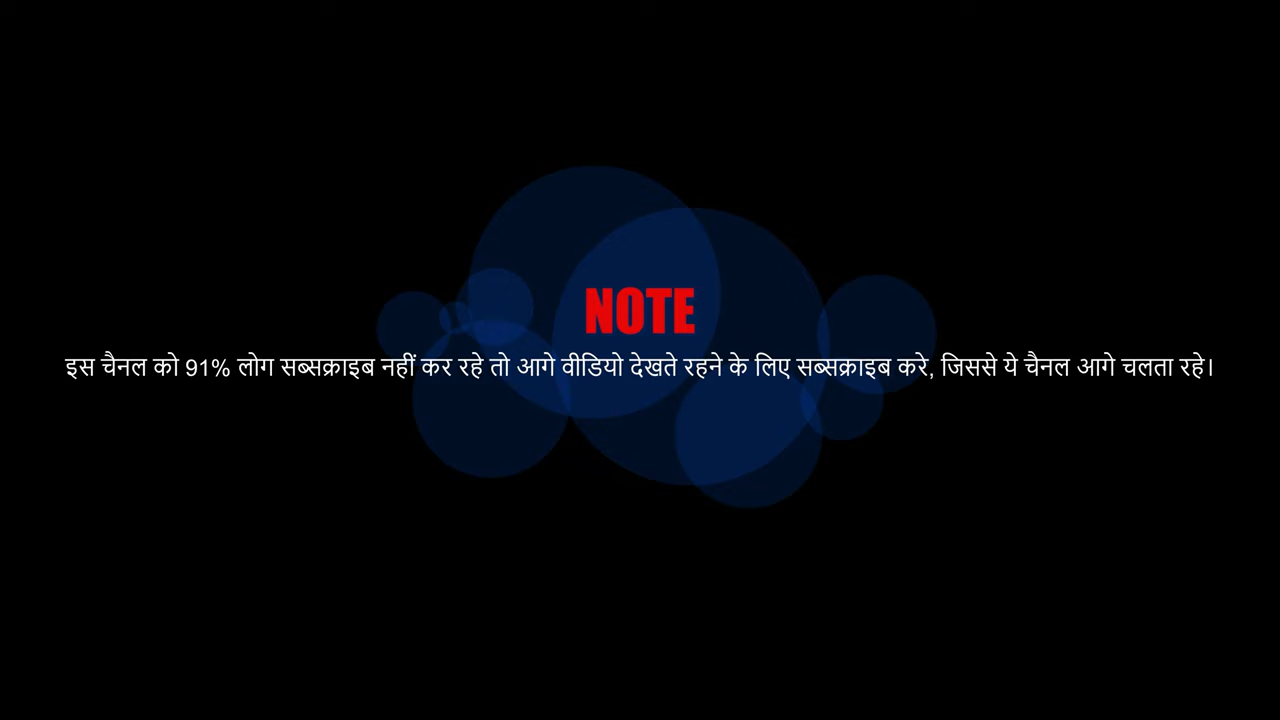 NOTE
इस चैनल को 91% लोग सब्सक्राइब नहीं कर रहे तो आगे वीडियो देखते रहने के लिए सब्सक्राइब करे, जिससे ये चैनल आगे चलता रहे।